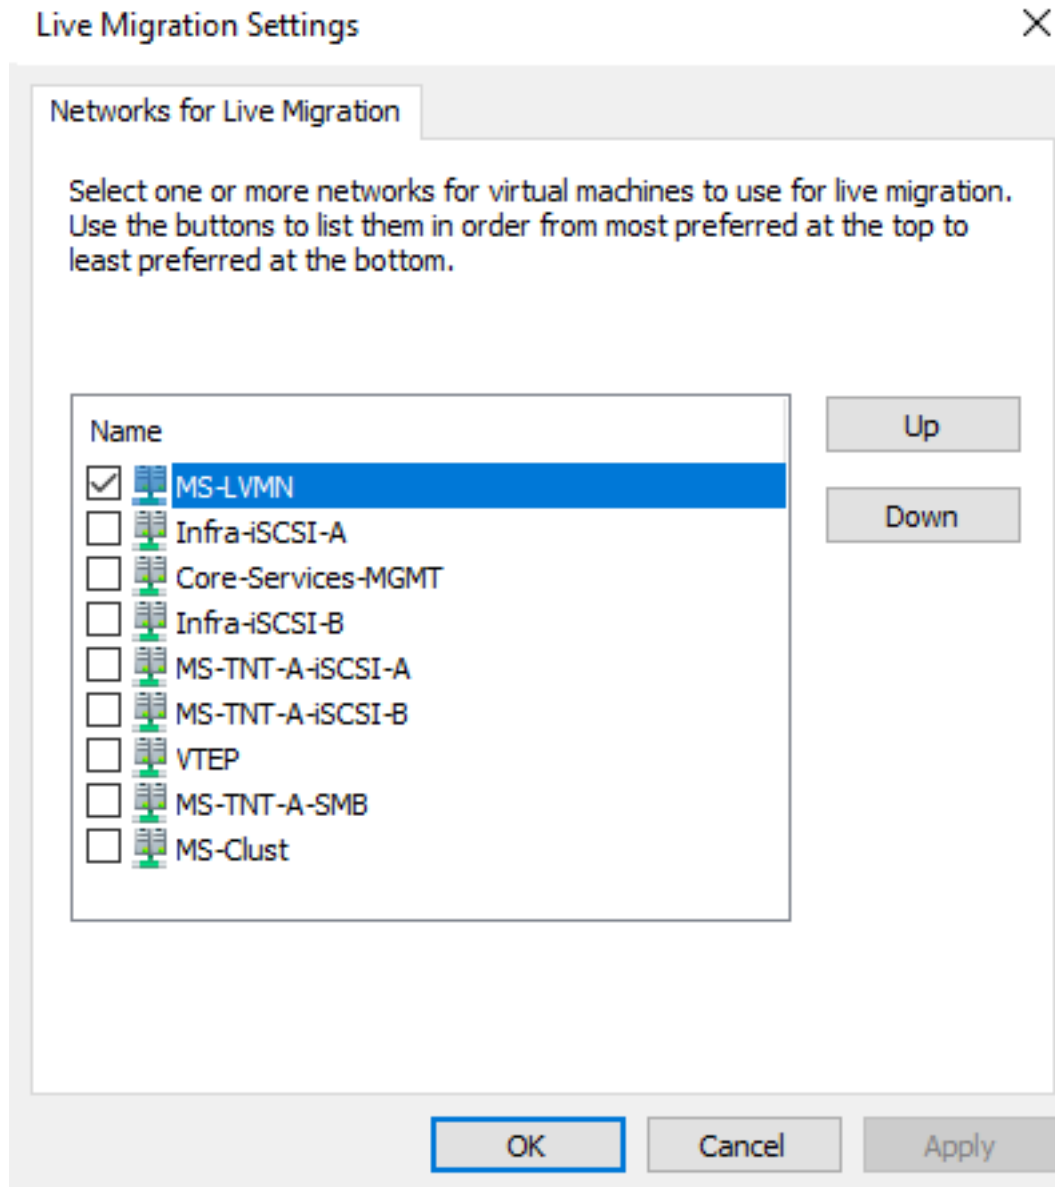 Live Migration Settings
Networks for Live Migration
Select one or more networks for virtual machines to use for live migration.
Use the buttons to list them in order from most preferred at the top to
least preferred at the bottom.
Name
MS-LVMN
Infra-iSCSI-A
Core-Services-MGMT
Infra-iSCSI-B
MS-TNT-A-iSCSI-A
MS-TNT-A-iSCSI-B
VTEP
MS-TNT-A-SMB
MS-Clust
Up
Down
OK
Cancel
Apply